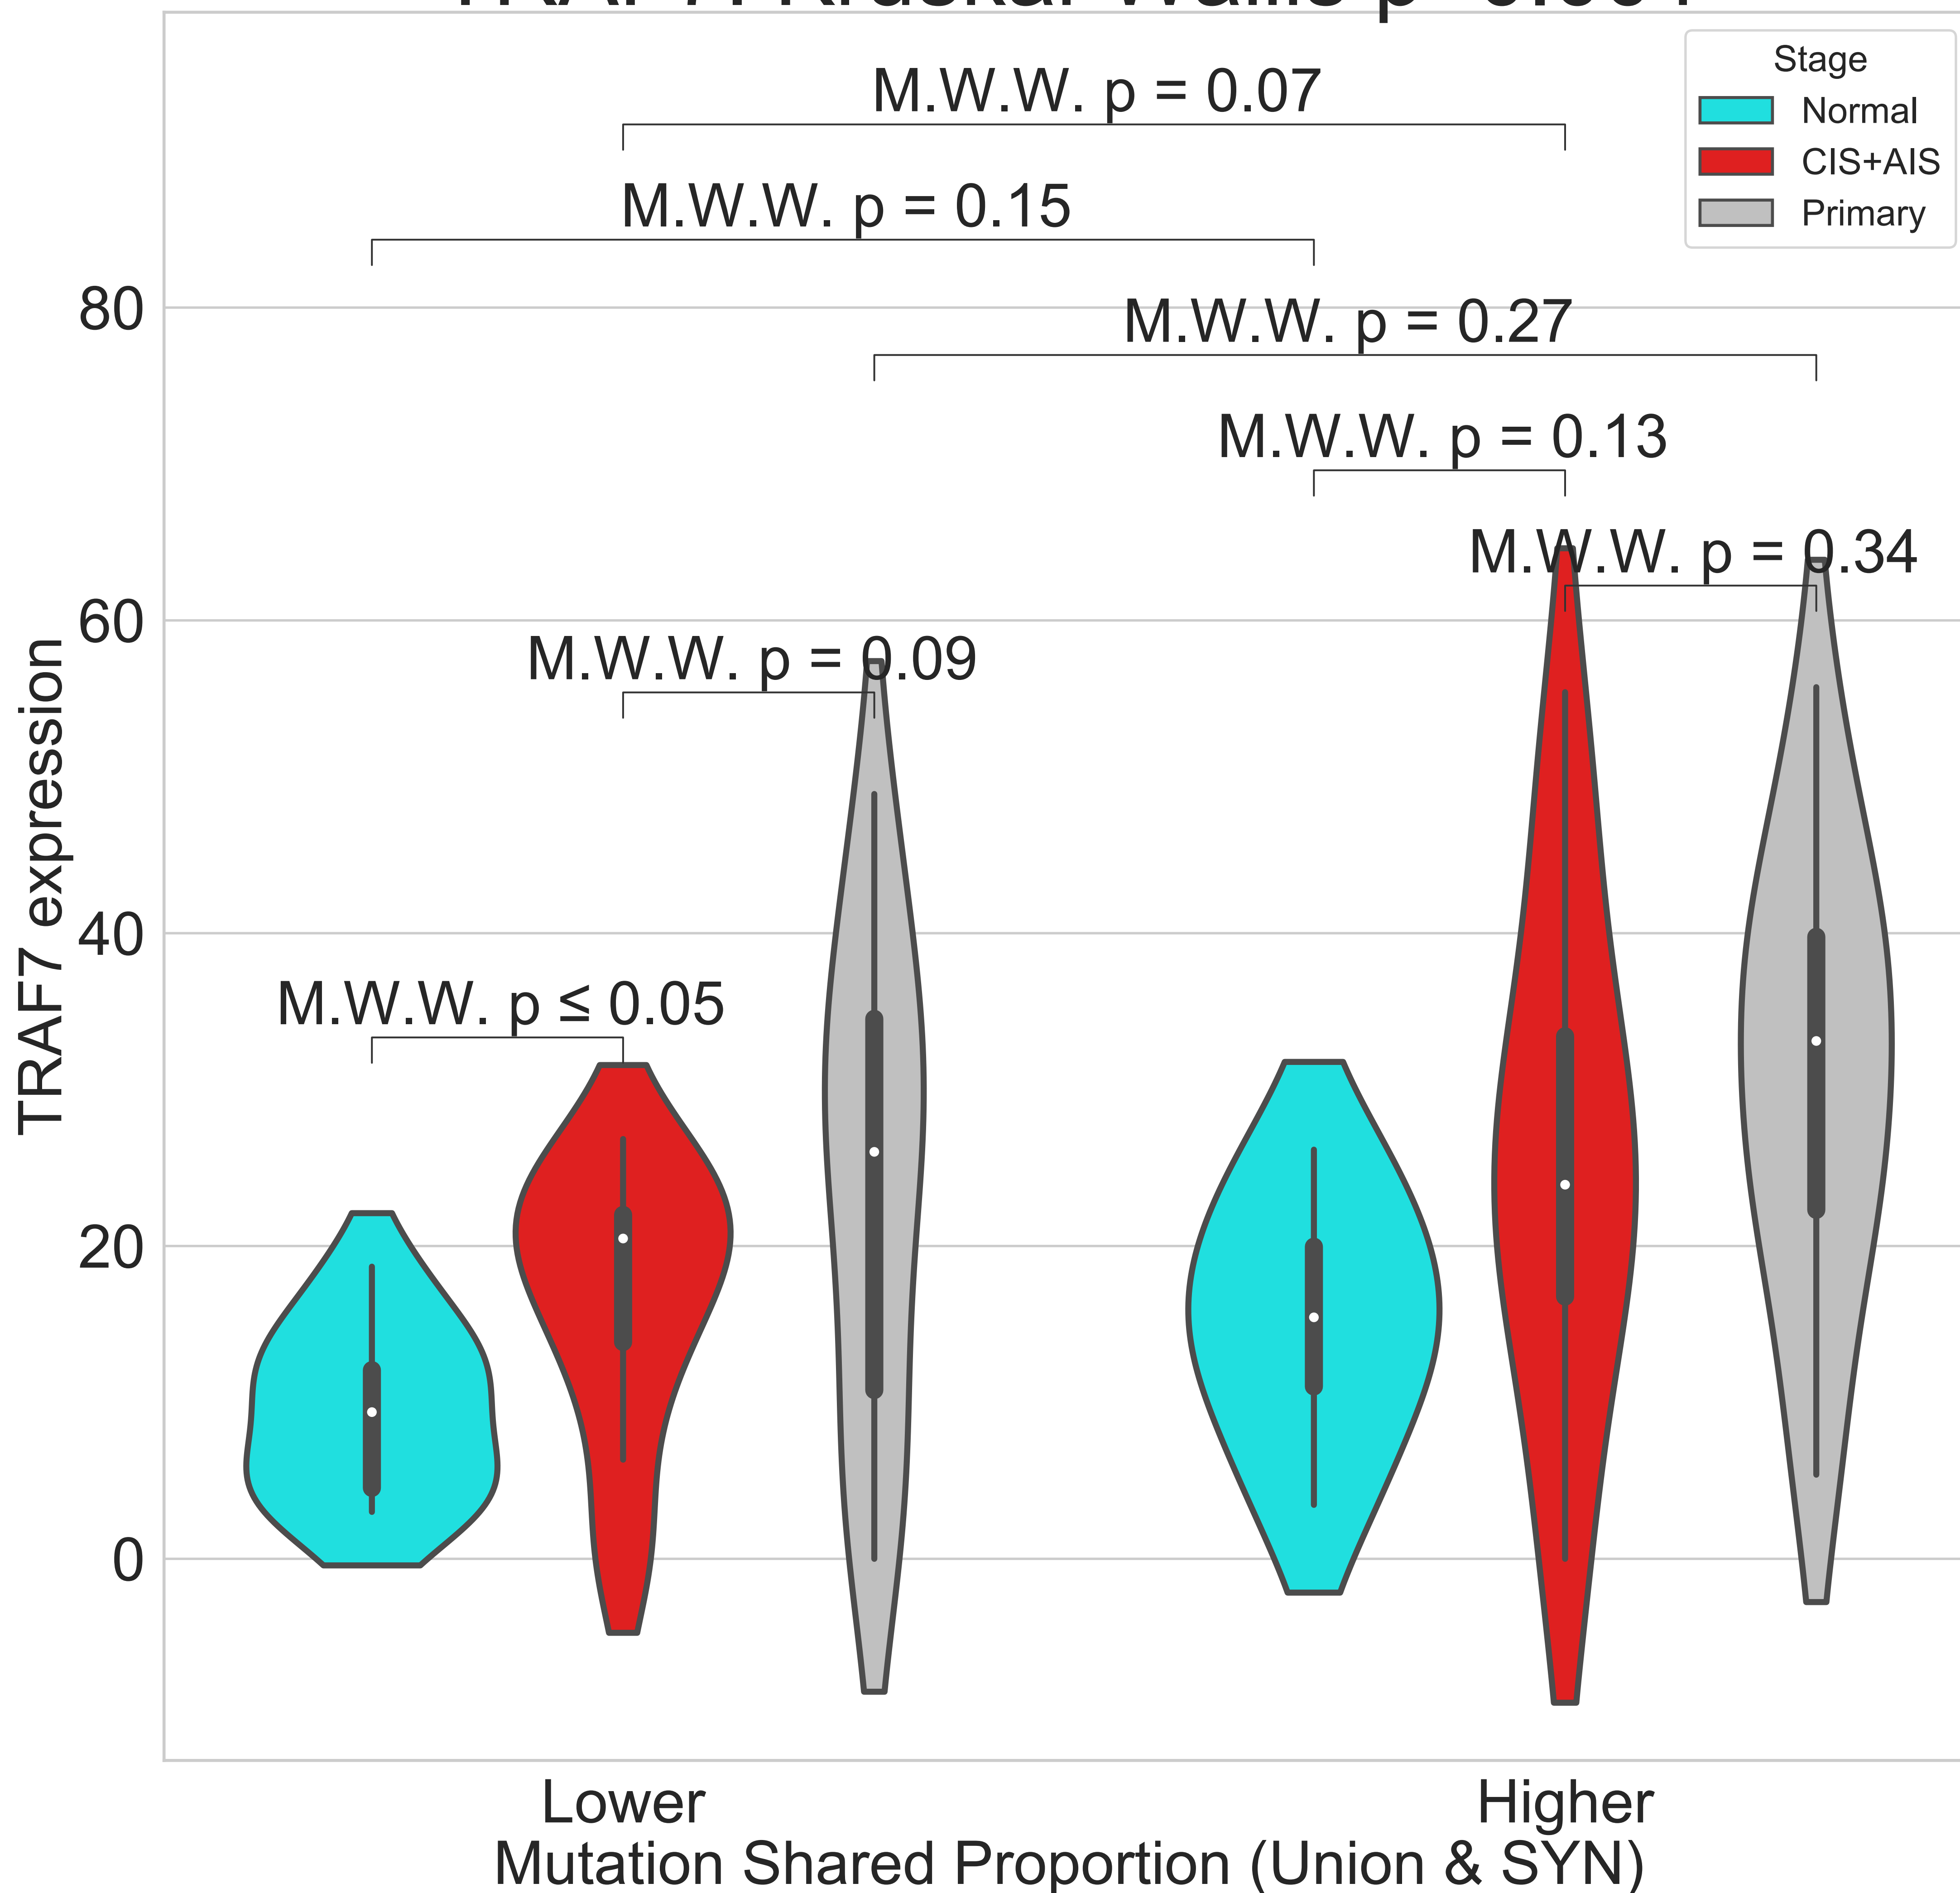 Stage
Normal
CIS+AIS
Primary
M.W.W. p = 0.07
M.W.W. p = 0.15
M.W.W. p = 0.27
M.W.W. p = 0.13
M.W.W. p = 0.34
M.W.W. p = 0.09
M.W.W. p ≤ 0.05
80
60
40
20
0
TRAF7 expression
Lower
Higher
Mutation Shared Proportion (Union & SYN)